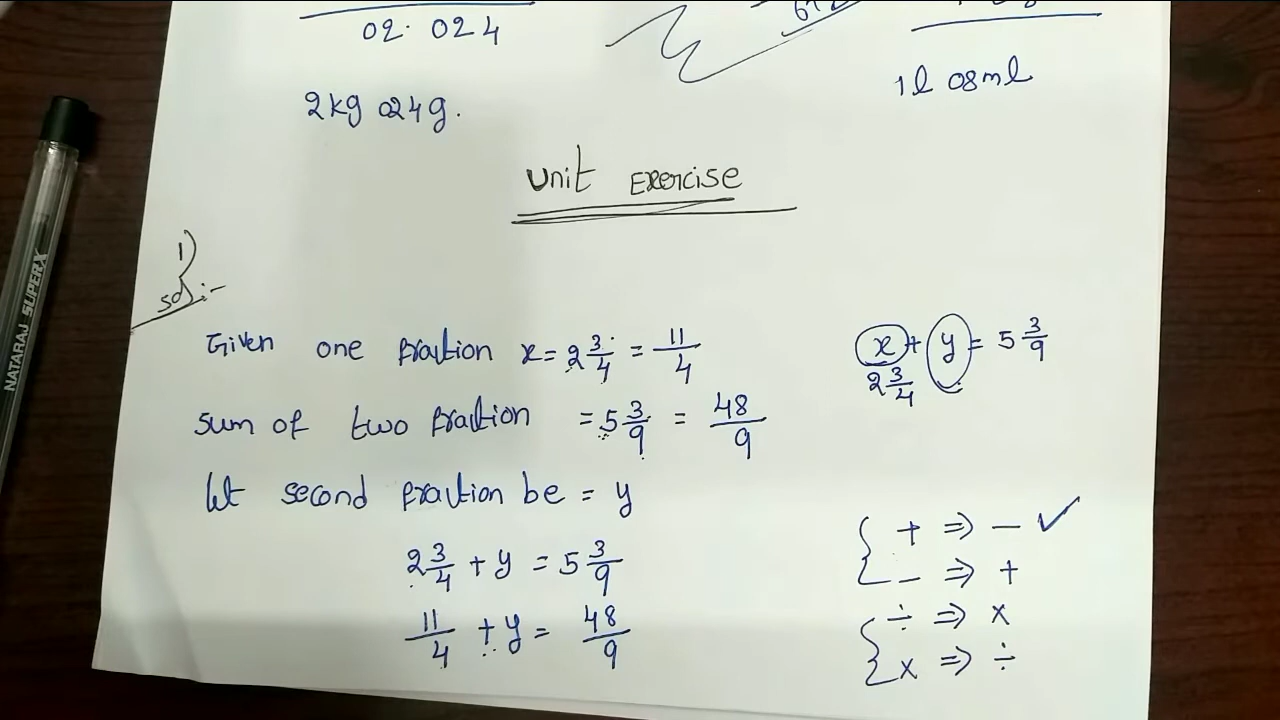 02. 024
2kg 024g.
1l 08ml
Unit Exercise
1)
sol:-
Given one fraction x = 2 3/4 = 11/4
x + y = 5 3/9
2 3/4
sum of two fraction = 5 3/9 = 48/9
let second fraction be = y
2 3/4 + y = 5 3/9
11/4 + y = 48/9
+ ⇒ - ✓
- ⇒ +
÷ ⇒ ×
× ⇒ ÷
NATARAJ SUPERX